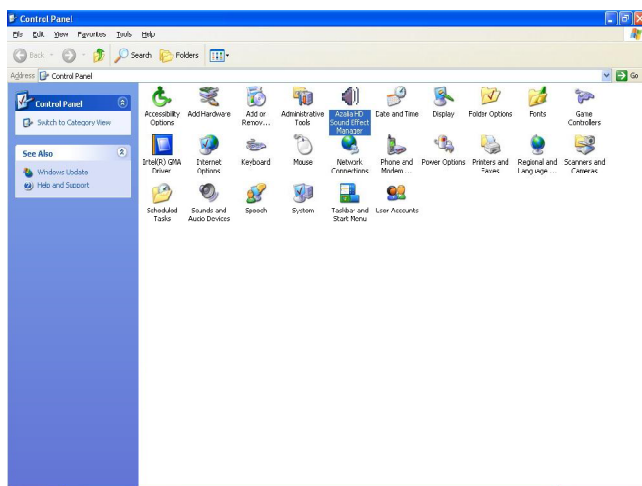 Control Panel
File Edit View Favorites Tools Help
Back Search Folders
Address Control Panel Go
Control Panel
Switch to Category View
See Also
Windows Update
Help and Support
Accessibility Options
Add Hardware
Add or Remov...
Administrative Tools
Azalia HD Sound Effect Manager
Date and Time
Display
Folder Options
Fonts
Game Controllers
Intel(R) GMA Driver
Internet Options
Keyboard
Mouse
Network Connections
Phone and Modem ...
Power Options
Printers and Faxes
Regional and Language ...
Scanners and Cameras
Scheduled Tasks
Sounds and Audio Devices
Speech
System
Taskbar and Start Menu
User Accounts